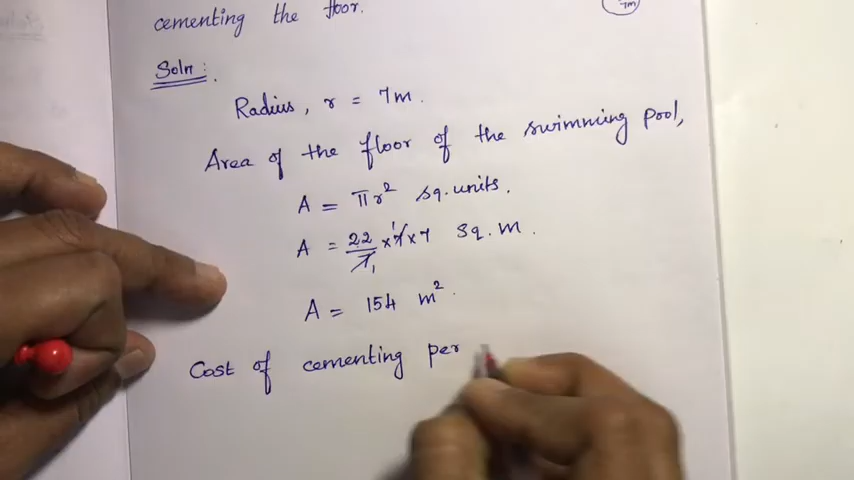 cementing the floor.
7m
Soln :
Radius, r = 7m.
Area of the floor of the swimming pool,
A = πr² sq. units.
A = 22/7 × 7 × 7 Sq. m.
A = 154 m².
Cost of cementing per